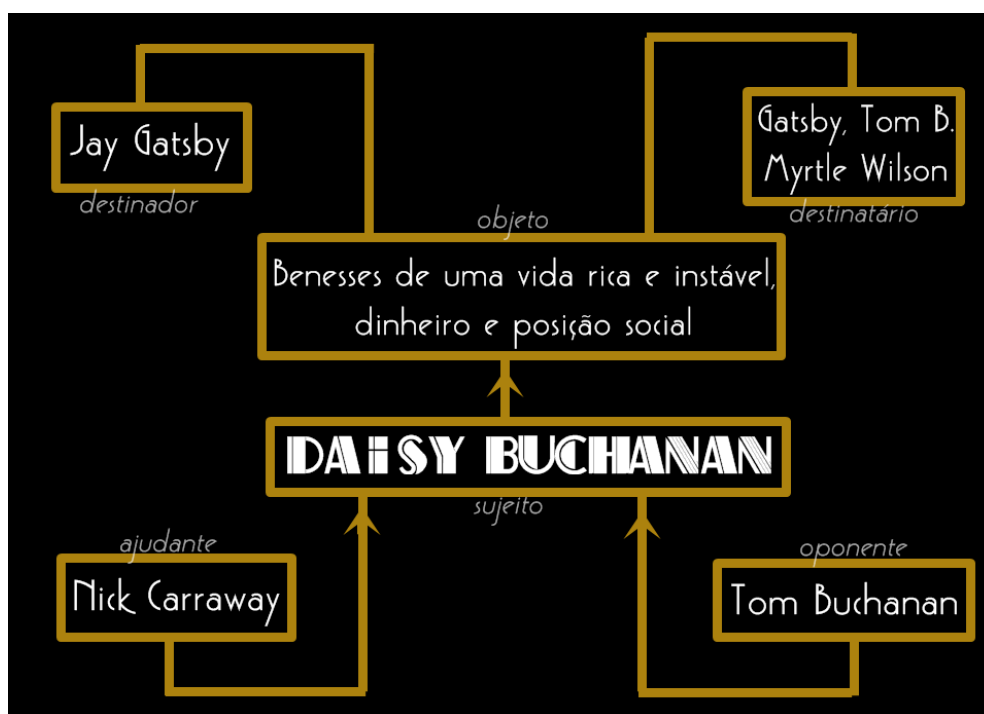 Jay Gatsby
destinador
Gatsby, Tom B.
Myrtle Wilson
destinatário
objeto
Benesses de uma vida rica e instável,
dinheiro e posição social
DAiSY BUCHANAN
sujeito
ajudante
Nick Carraway
oponente
Tom Buchanan